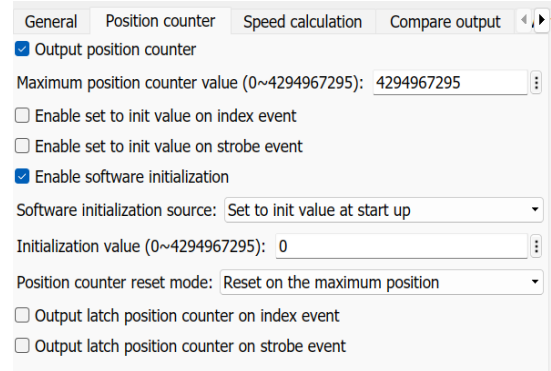 General Position counter Speed calculation Compare output
Output position counter
Maximum position counter value (0~4294967295): 4294967295
Enable set to init value on index event
Enable set to init value on strobe event
Enable software initialization
Software initialization source: Set to init value at start up
Initialization value (0~4294967295): 0
Position counter reset mode: Reset on the maximum position
Output latch position counter on index event
Output latch position counter on strobe event